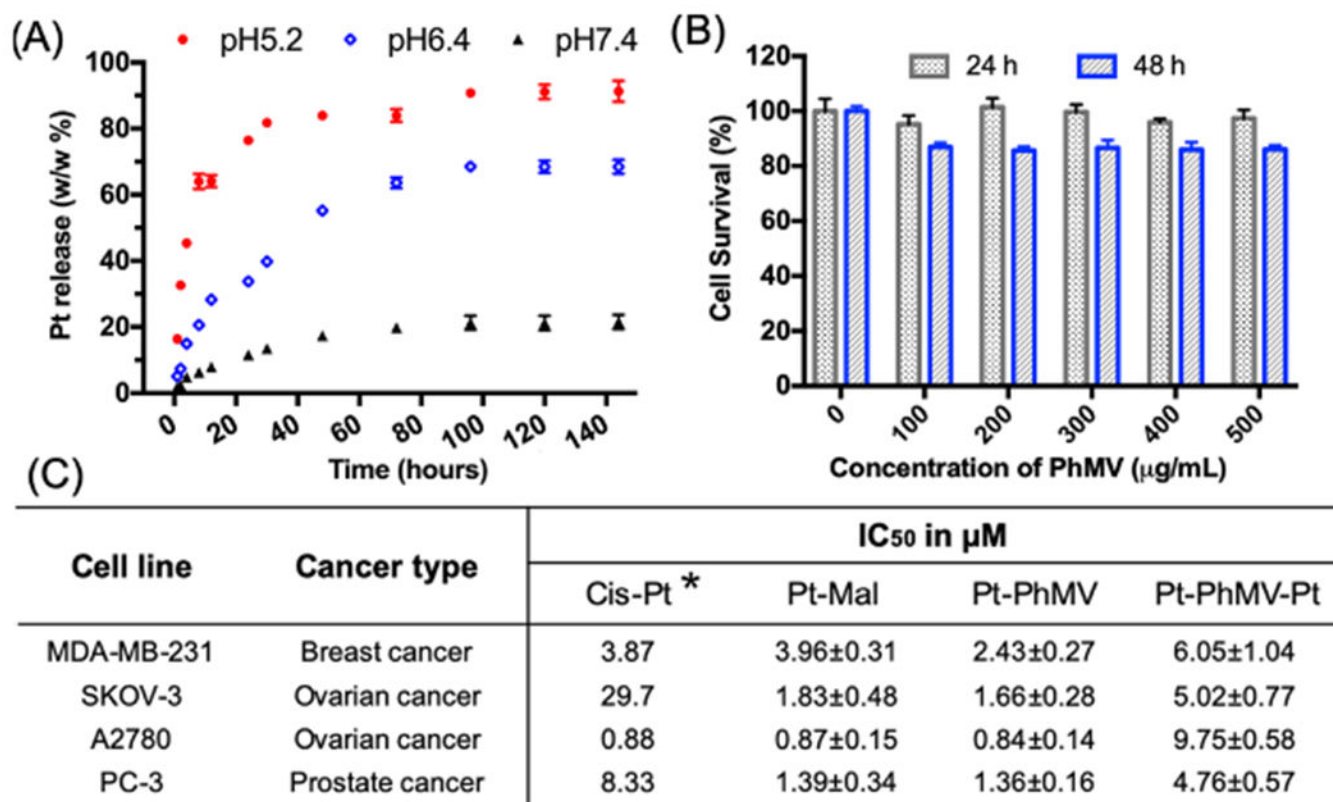 (A) pH5.2 pH6.4 pH7.4
Pt release (w/w %)
100
80
60
40
20
0
0 20 40 60 80 100 120 140
Time (hours)
(B)
24 h 48 h
Cell Survival (%)
120
100
80
60
40
20
0
0 100 200 300 400 500
Concentration of PhMV (μg/mL)
(C)
Cell line Cancer type IC50 in μM
Cis-Pt * Pt-Mal Pt-PhMV Pt-PhMV-Pt
MDA-MB-231 Breast cancer 3.87 3.96±0.31 2.43±0.27 6.05±1.04
SKOV-3 Ovarian cancer 29.7 1.83±0.48 1.66±0.28 5.02±0.77
A2780 Ovarian cancer 0.88 0.87±0.15 0.84±0.14 9.75±0.58
PC-3 Prostate cancer 8.33 1.39±0.34 1.36±0.16 4.76±0.57